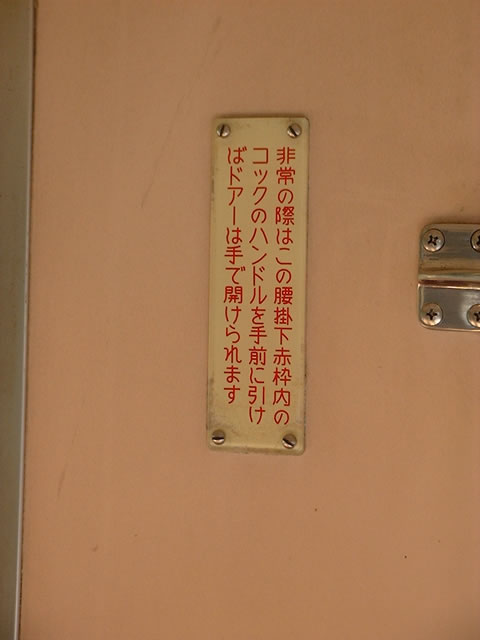 非常の際はこの腰掛下赤枠内の
コックのハンドルを手前に引け
ばドアーは手で開けられます